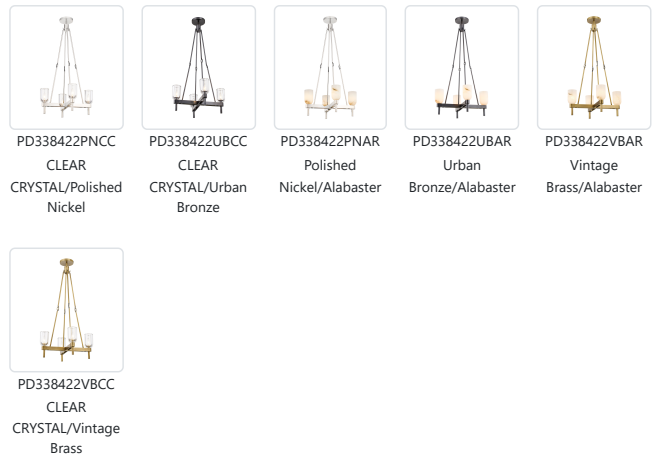 PD338422PNCC
CLEAR
CRYSTAL/Polished
Nickel
PD338422UBCC
CLEAR
CRYSTAL/Urban
Bronze
PD338422PNAR
Polished
Nickel/Alabaster
PD338422UBAR
Urban
Bronze/Alabaster
PD338422VBAR
Vintage
Brass/Alabaster
PD338422VBCC
CLEAR
CRYSTAL/Vintage
Brass